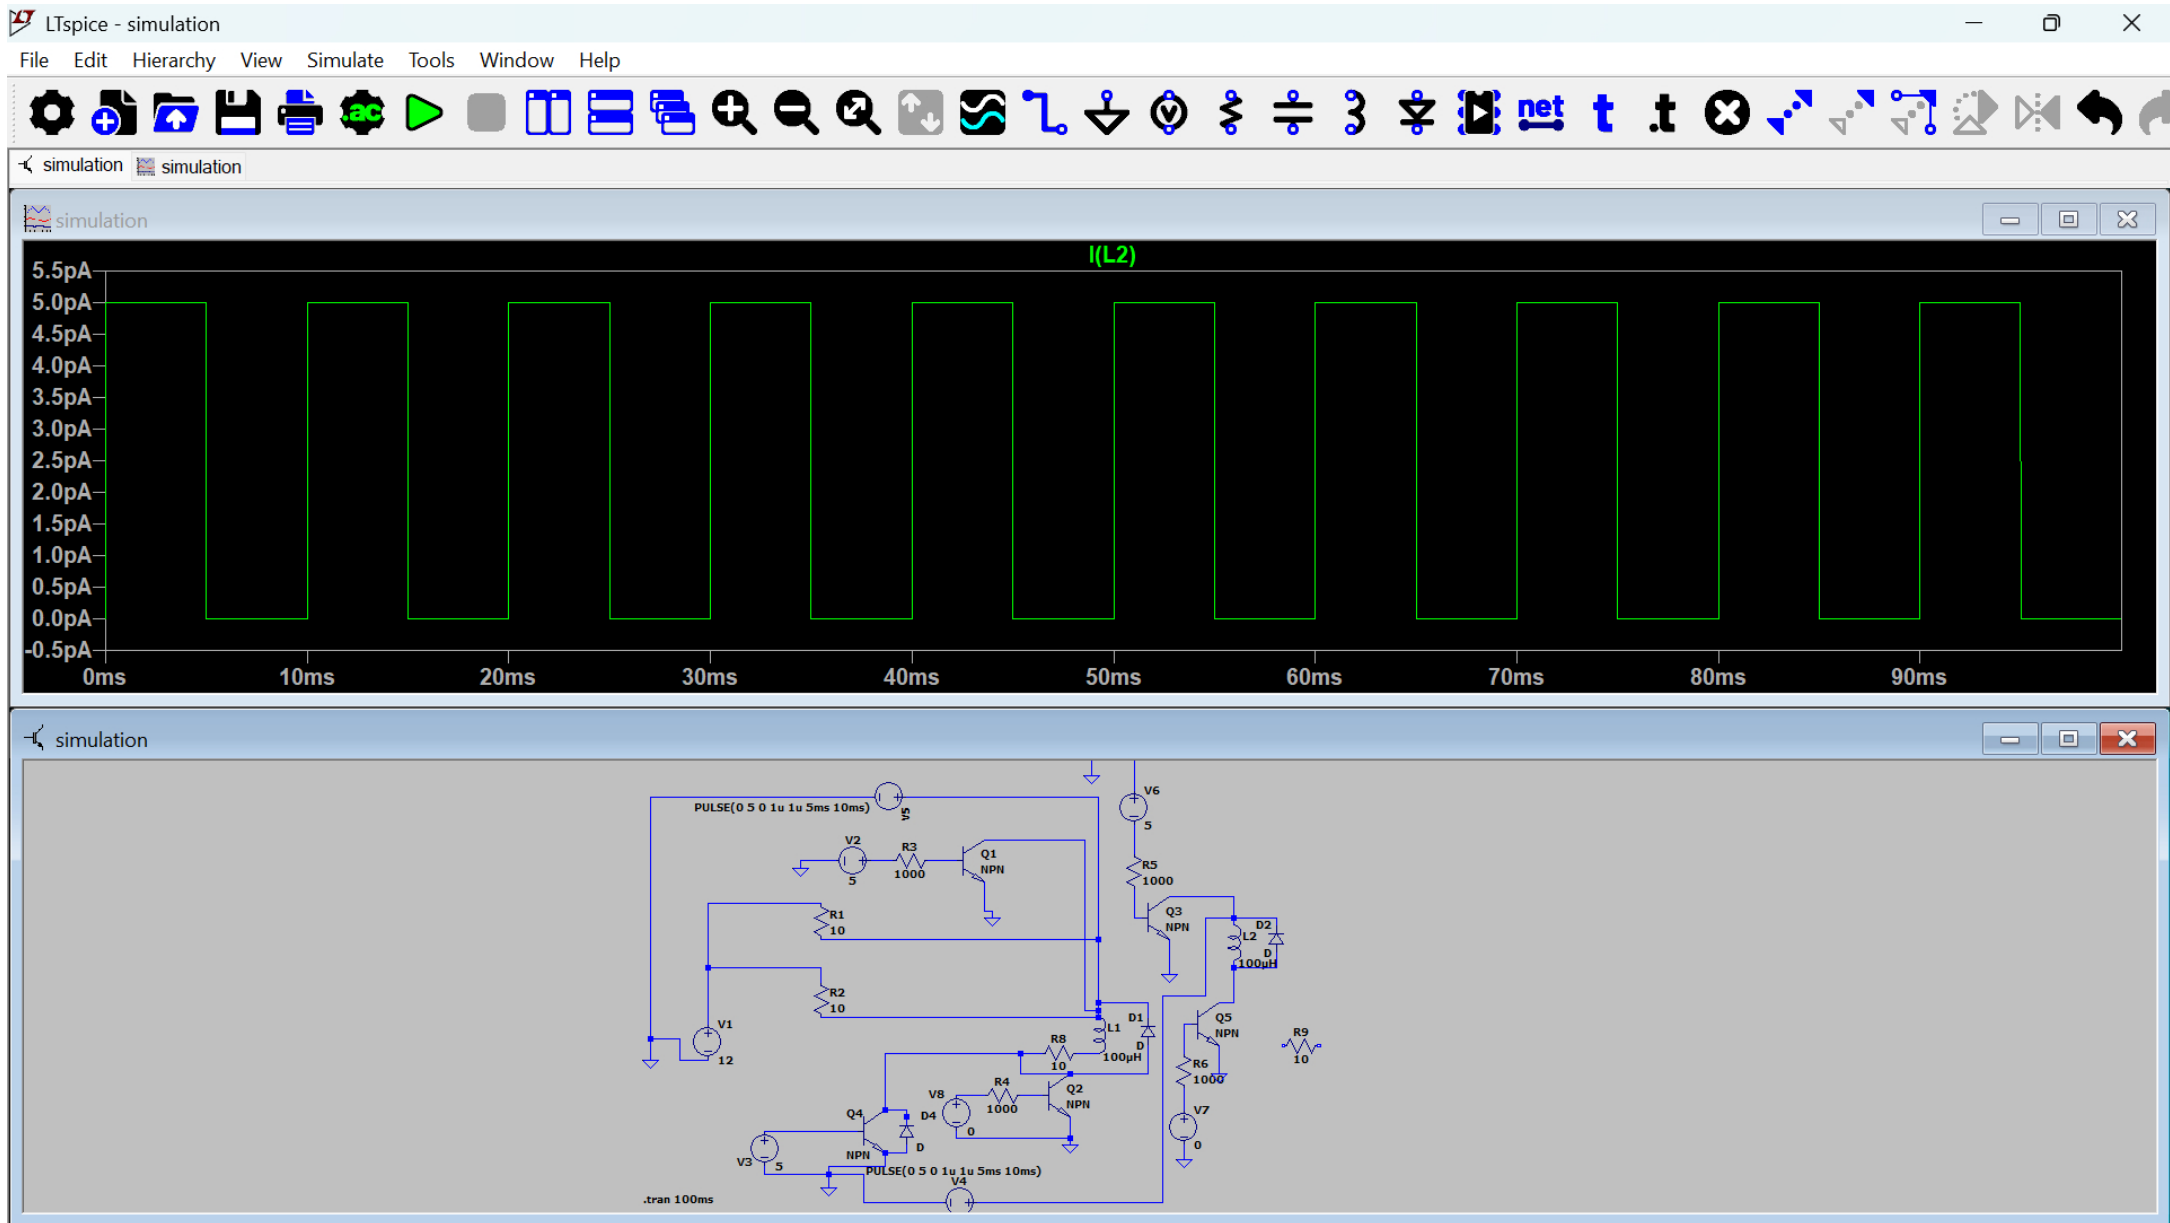 LTspice - simulation
File Edit Hierarchy View Simulate Tools Window Help
.ac net t .t
simulation simulation
simulation
I(L2)
5.5pA
5.0pA
4.5pA
4.0pA
3.5pA
3.0pA
2.5pA
2.0pA
1.5pA
1.0pA
0.5pA
0.0pA
-0.5pA
0ms 10ms 20ms 30ms 40ms 50ms 60ms 70ms 80ms 90ms
simulation
V6
PULSE(0 5 0 1u 1u 5ms 10ms)
V5
5
V2
R3
Q1
5
1000
NPN
R5
1000
R1
10
Q3
NPN
D2
L2
D
100µH
R2
10
V1
12
D1
L1
D
100µH
R8
10
Q5
NPN
R9
10
R6
1000
R4
1000
Q2
NPN
V8
0
V7
0
Q4
D4
NPN
D
V3
5
PULSE(0 5 0 1u 1u 5ms 10ms)
V4
.tran 100ms